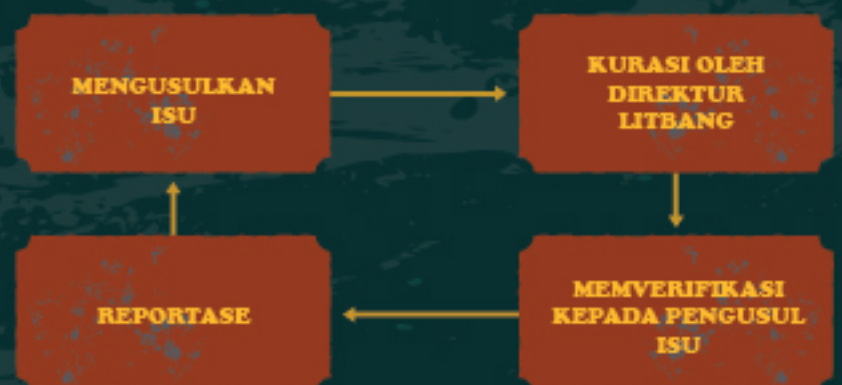 MENGUSULKAN
ISU
KURASI OLEH
DIREKTUR
LITBANG
MEMVERIFIKASI
KEPADA PENGUSUL
ISU
REPORTASE